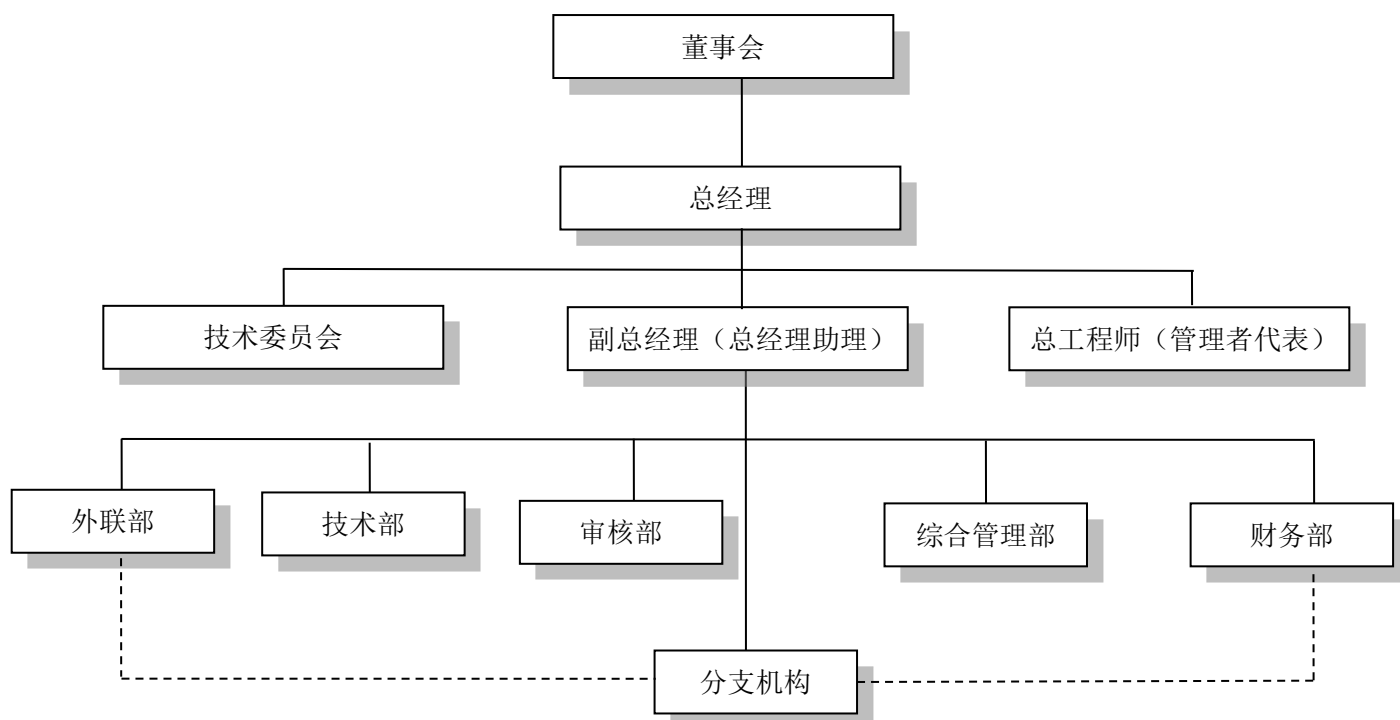 董事会
总经理
技术委员会
副总经理（总经理助理）
总工程师（管理者代表）
外联部
技术部
审核部
综合管理部
财务部
分支机构